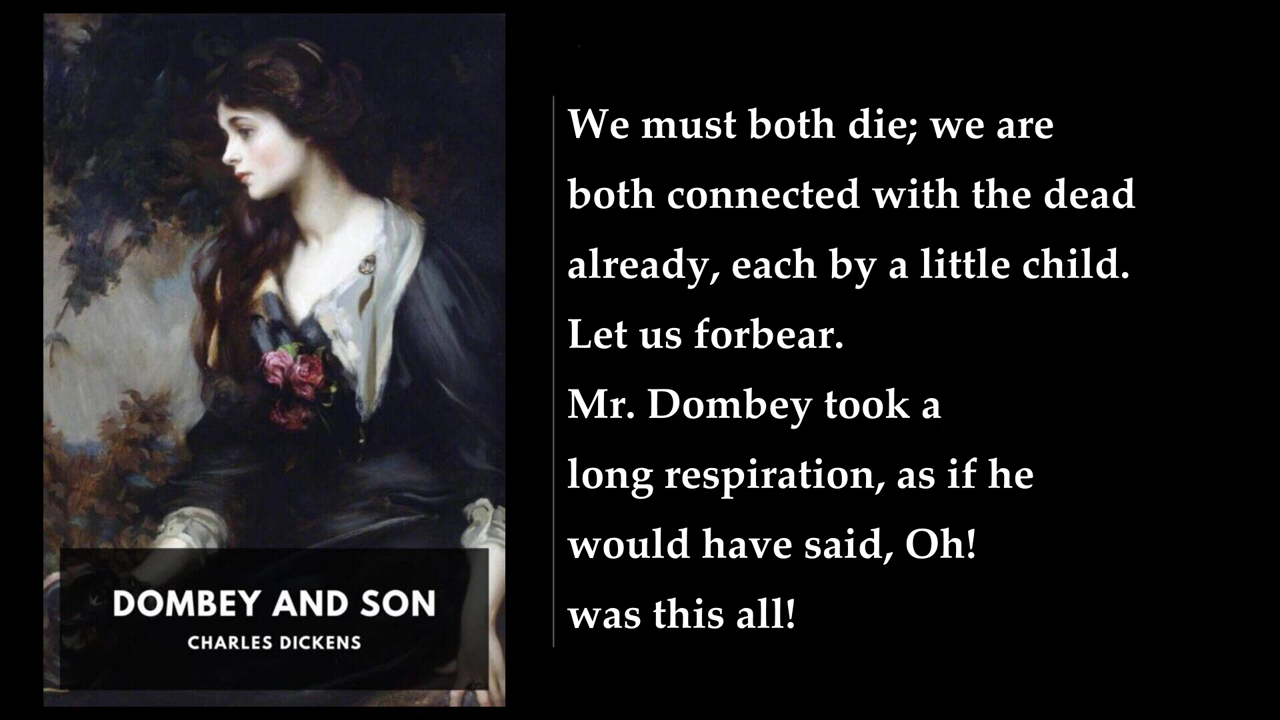 DOMBEY AND SON
CHARLES DICKENS
We must both die; we are
both connected with the dead
already, each by a little child.
Let us forbear.
Mr. Dombey took a
long respiration, as if he
would have said, Oh!
was this all!